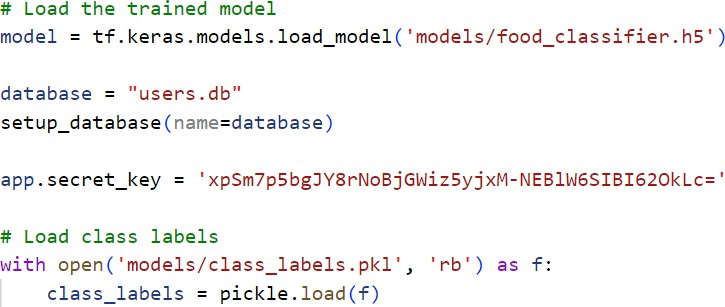 # Load the trained model
model = tf.keras.models.load_model('models/food_classifier.h5')
database = "users.db"
setup_database(name=database)
app.secret_key = 'xpSm7p5bgJY8rNoBjGWiz5yjxM-NEBlW6SIBI62OkLc='
# Load class labels
with open('models/class_labels.pkl', 'rb') as f:
    class_labels = pickle.load(f)